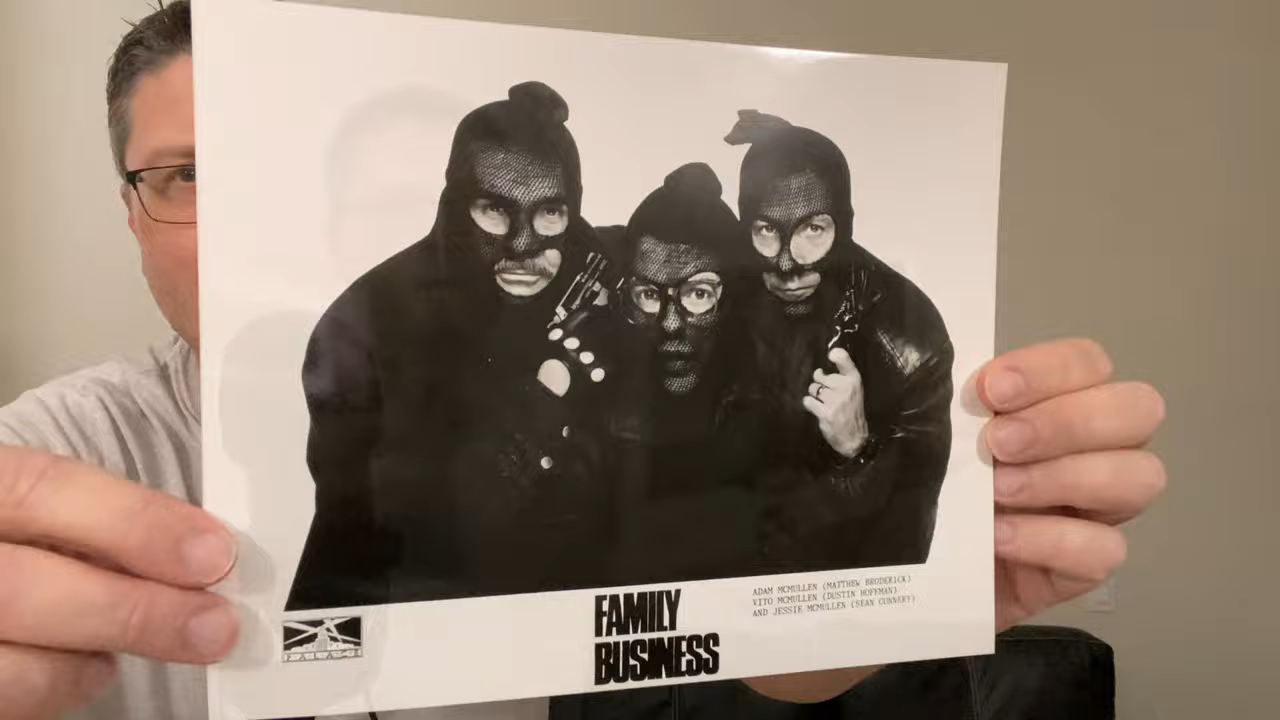 FAMILY
BUSINESS
ADAM MCMULLEN (MATTHEW BRODERICK)
VITO MCMULLEN (DUSTIN HOFFMAN)
AND JESSIE MCMULLEN (SEAN CONNERY)